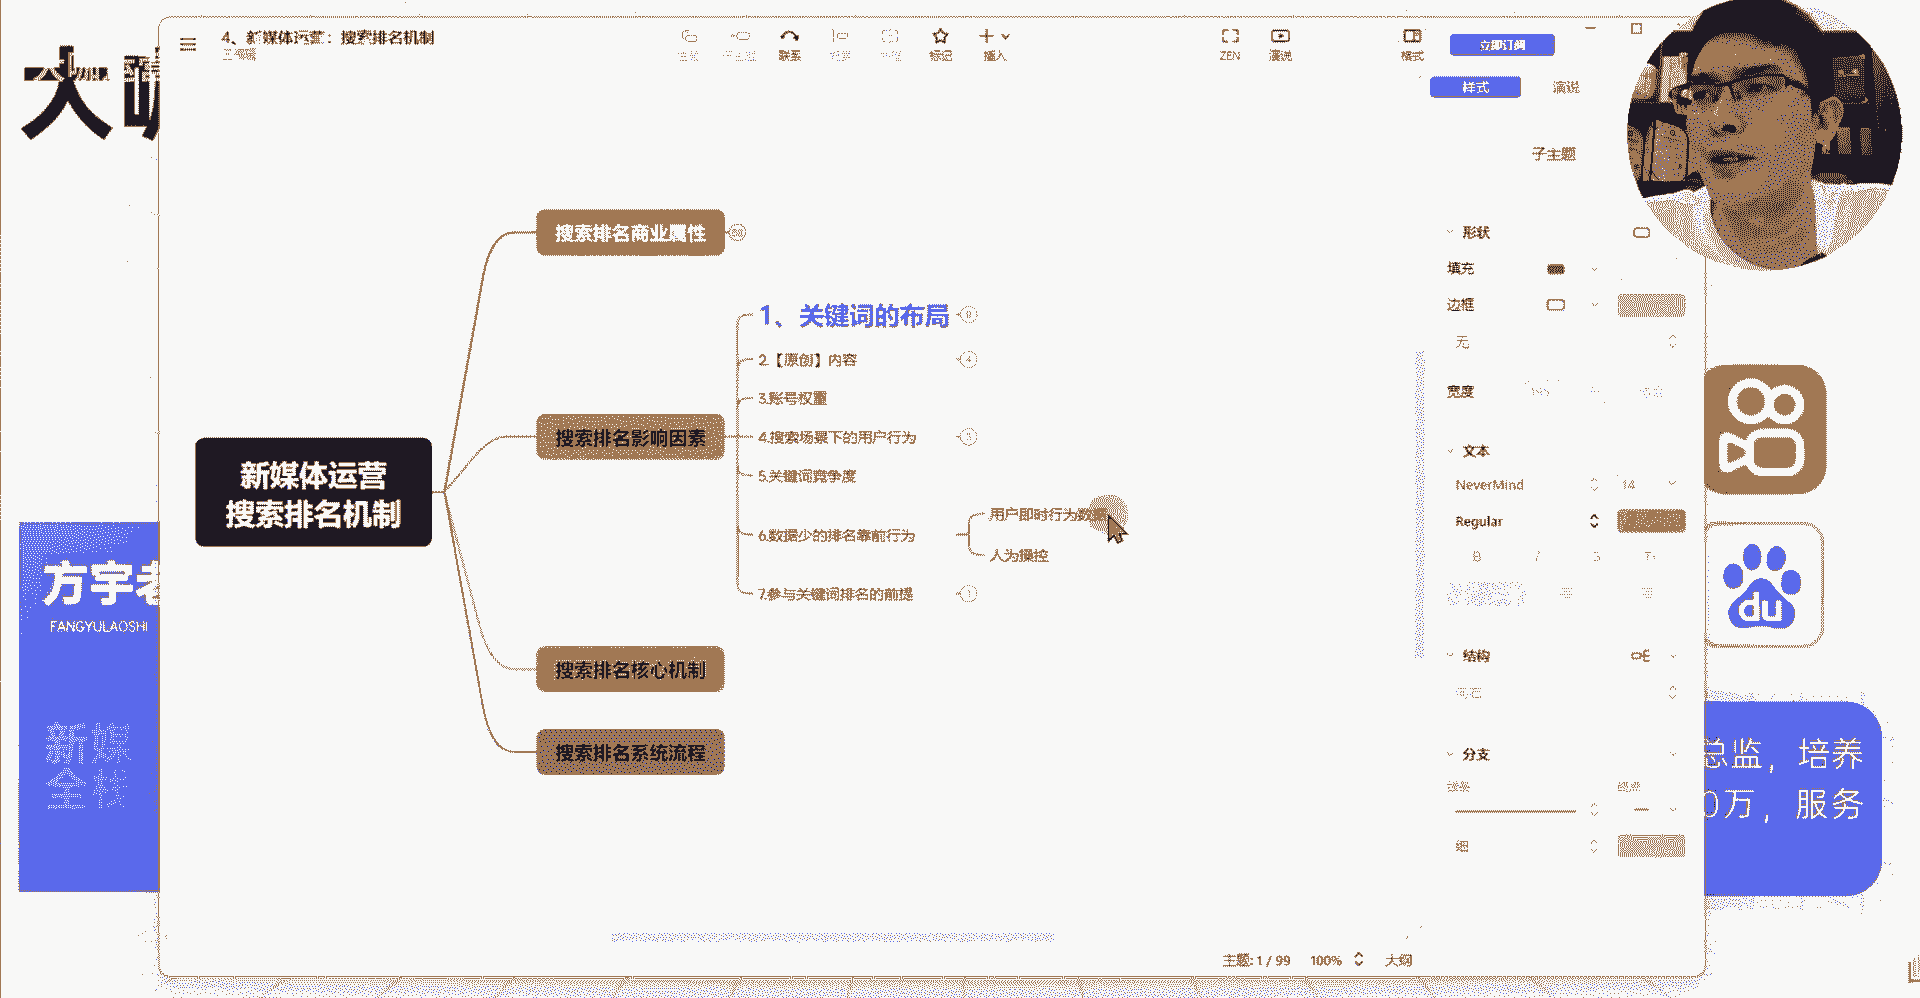 4、新媒体运营：搜索排名机制
联系
标记
插入
ZEN
演说
格式
立即订阅
样式
演说
子主题
大
搜索排名商业属性
1、关键词的布局
2.【原创】内容
4
3.账号权重
搜索排名影响因素
4.搜索场景下的用户行为
5.关键词竞争度
用户即时行为数据
6.数据少的排名靠前行为
人为操控
7.参与关键词排名的前提
新媒体运营
搜索排名机制
搜索排名核心机制
搜索排名系统流程
形状
填充
边框
无
宽度
文本
NeverMind
14
Regular
B
I
S
结构
分支
细
方宇
FANGYULAOSHI
新媒
全栈
du
总监，培养
0万，服务
主题: 1 / 99
100%
大纲